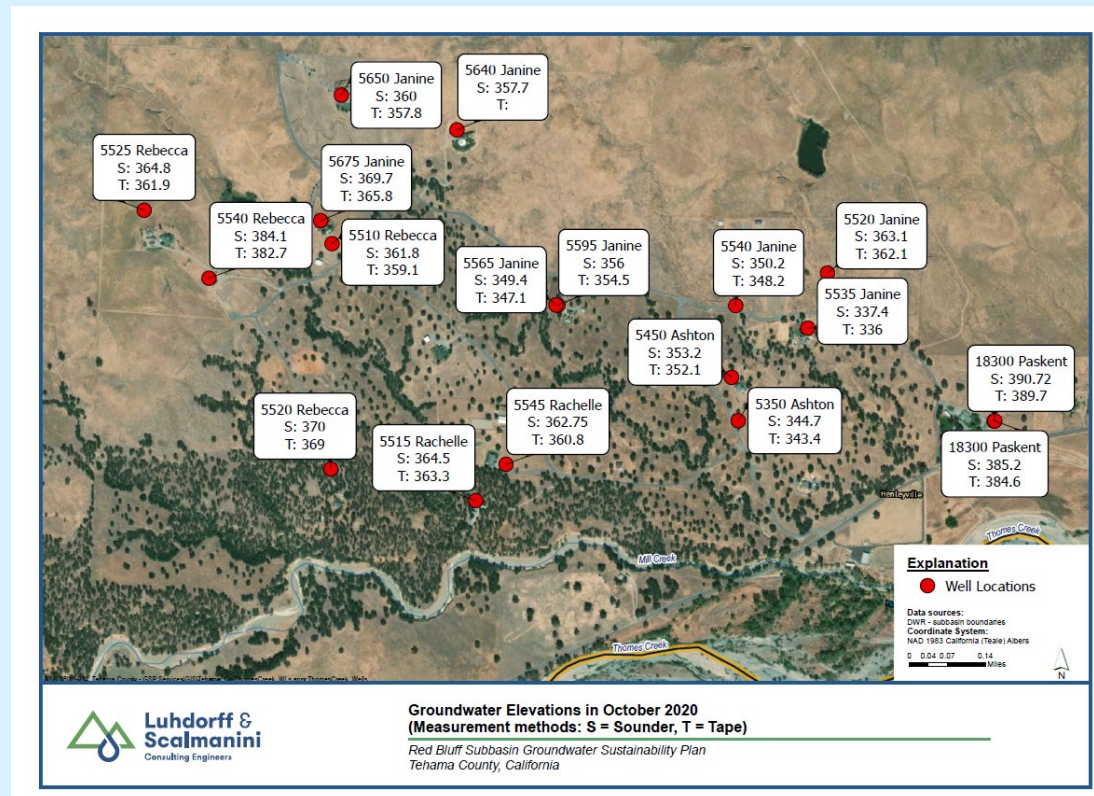 5650 Janine
S: 360
T: 357.8
5640 Janine
S: 357.7
T:
5525 Rebecca
S: 364.8
T: 361.9
5675 Janine
S: 369.7
T: 365.8
5540 Rebecca
S: 384.1
T: 382.7
5510 Rebecca
S: 361.8
T: 359.1
5565 Janine
S: 349.4
T: 347.1
5595 Janine
S: 356
T: 354.5
5540 Janine
S: 350.2
T: 348.2
5520 Janine
S: 363.1
T: 362.1
5535 Janine
S: 337.4
T: 336
5450 Ashton
S: 353.2
T: 352.1
18300 Paskent
S: 390.72
T: 389.7
5520 Rebecca
S: 370
T: 369
5545 Rachelle
S: 362.75
T: 360.8
5350 Ashton
S: 344.7
T: 343.4
5515 Rachelle
S: 364.5
T: 363.3
18300 Paskent
S: 385.2
T: 384.6
Henleyville
Thomes Creek
Mill Creek
Thomes Creek
Explanation
Well Locations
Data sources:
DWR - subbasin boundaries
Coordinate System:
NAD 1983 California (Teale) Albers
0 0.04 0.07 0.14
Miles
N
Luhdorff &
Scalmanini
Consulting Engineers
Groundwater Elevations in October 2020
(Measurement methods: S = Sounder, T = Tape)
Red Bluff Subbasin Groundwater Sustainability Plan
Tehama County, California